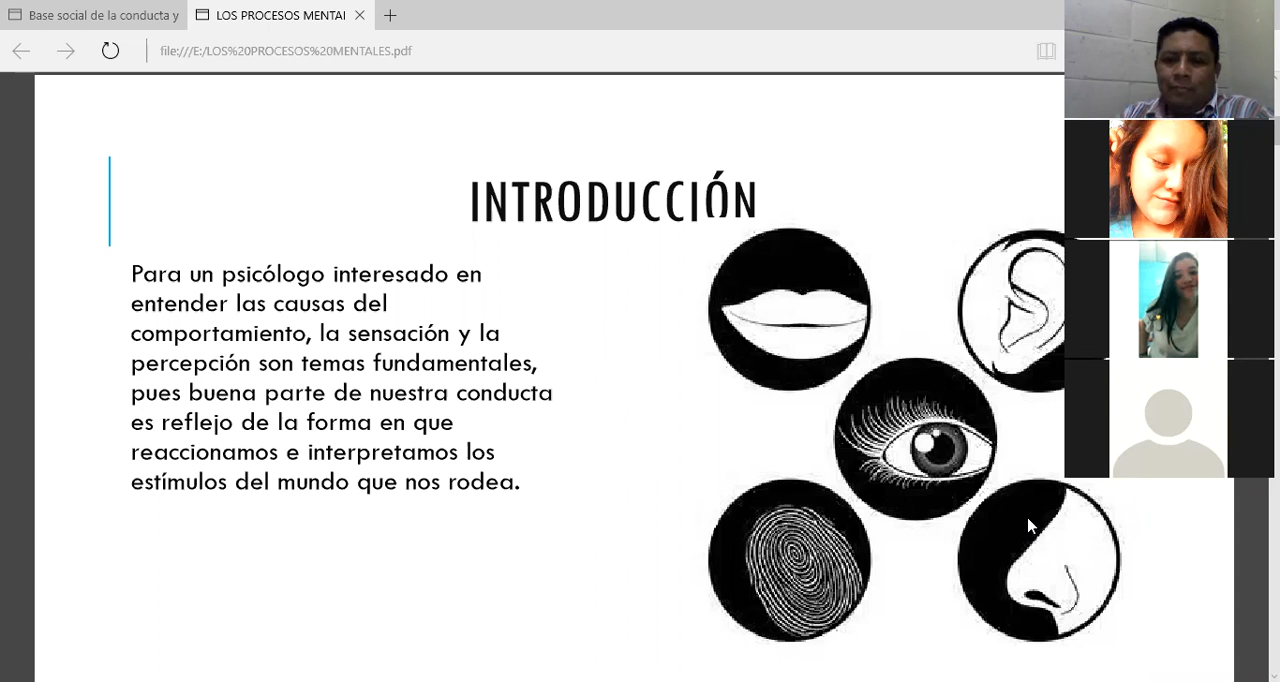 Base social de la conducta y
LOS PROCESOS MENTAI
file:///E:/LOS%20PROCESOS%20MENTALES.pdf
INTRODUCCIÓN
Para un psicólogo interesado en
entender las causas del
comportamiento, la sensación y la
percepción son temas fundamentales,
pues buena parte de nuestra conducta
es reflejo de la forma en que
reaccionamos e interpretamos los
estímulos del mundo que nos rodea.